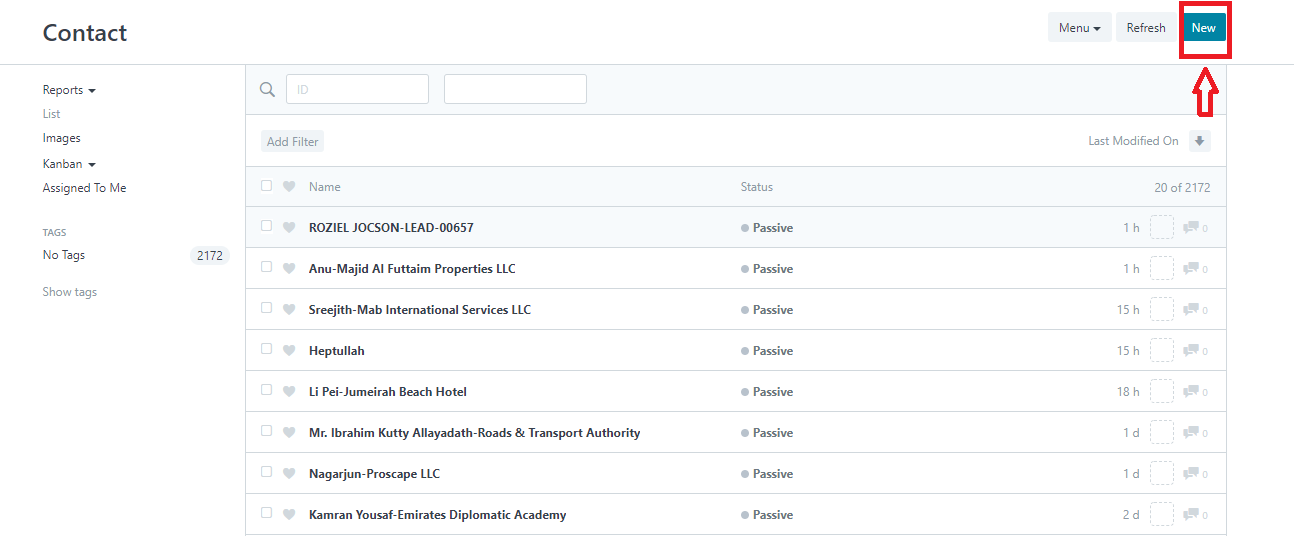 Contact
Menu Refresh New
Reports
List
Images
Kanban
Assigned To Me
TAGS
No Tags 2172
Show tags
ID
Add Filter Last Modified On
Name Status 20 of 2172
ROZIEL JOCSON-LEAD-00657 Passive 1 h 0
Anu-Majid Al Futtaim Properties LLC Passive 1 h 0
Sreejith-Mab International Services LLC Passive 15 h 0
Heptullah Passive 15 h 0
Li Pei-Jumeirah Beach Hotel Passive 18 h 0
Mr. Ibrahim Kutty Allayadath-Roads & Transport Authority Passive 1 d 0
Nagarjun-Proscape LLC Passive 1 d 0
Kamran Yousaf-Emirates Diplomatic Academy Passive 2 d 0